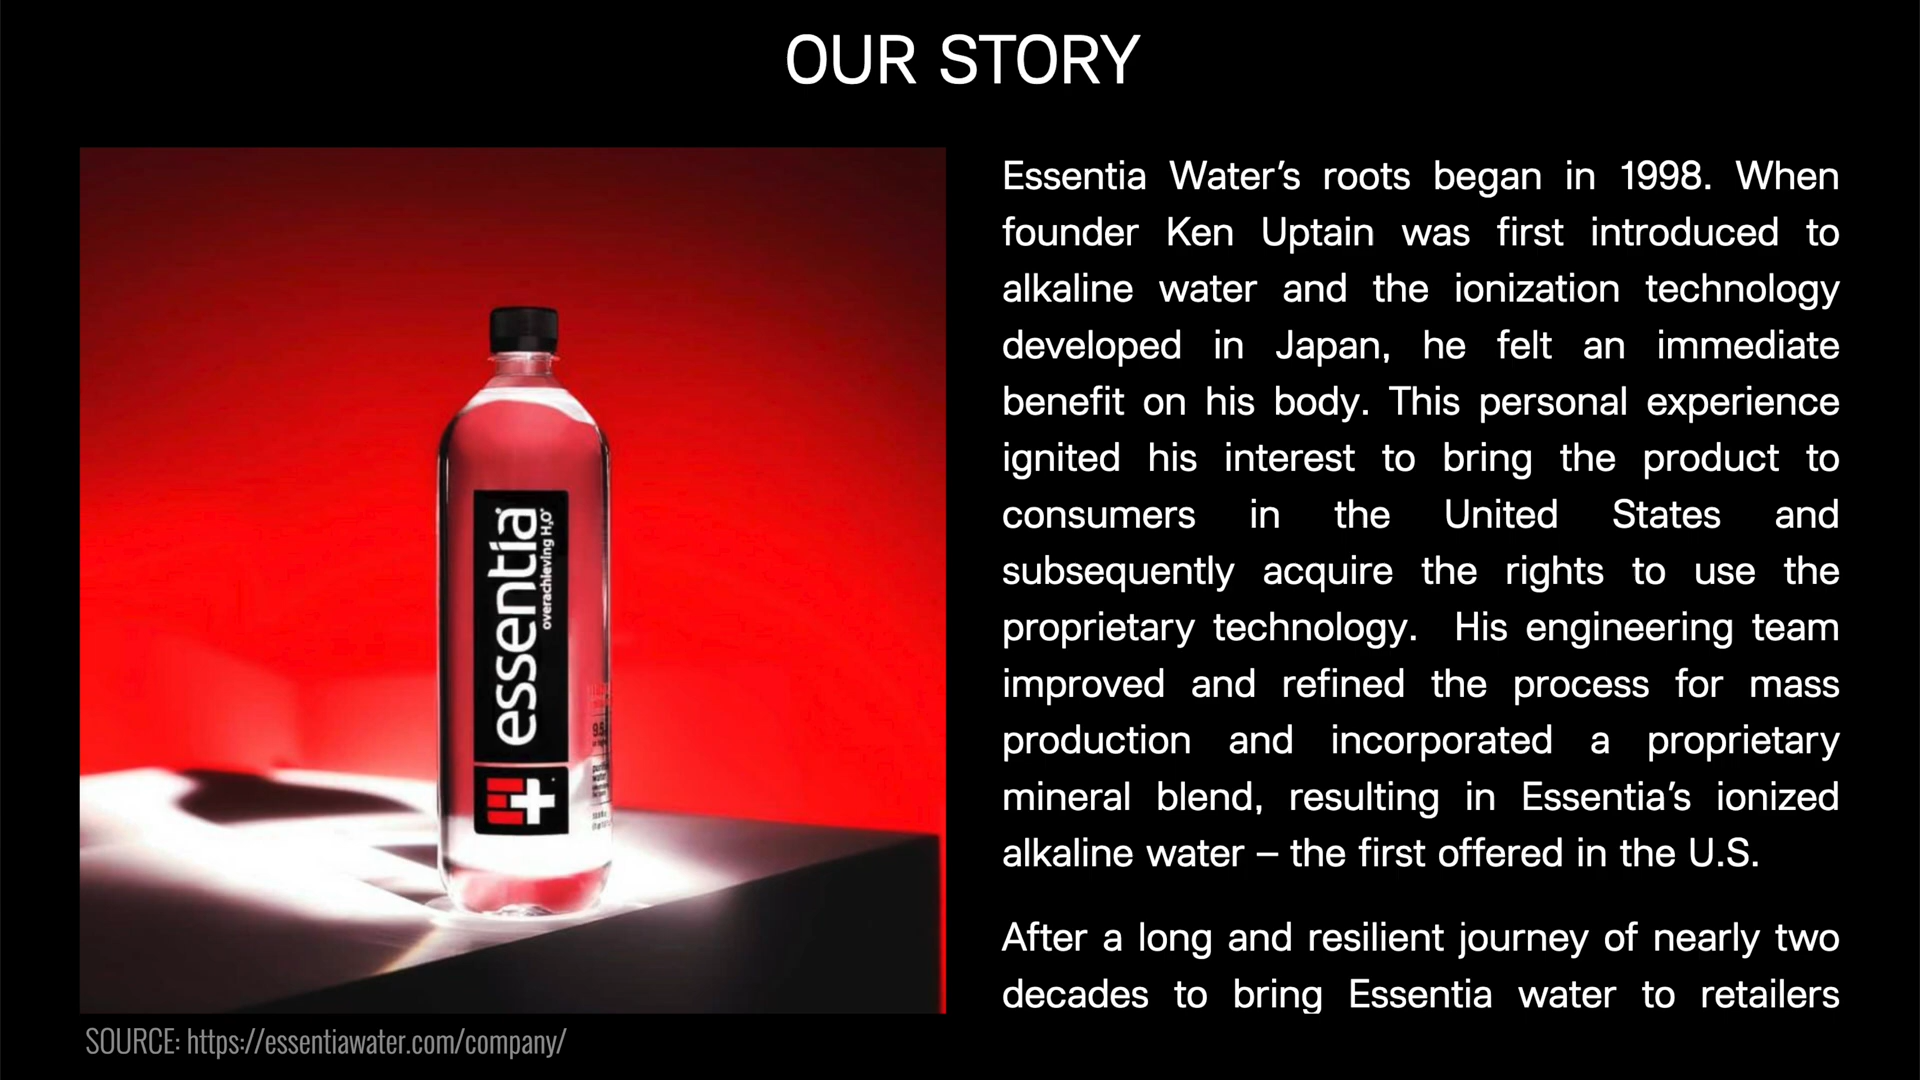 OUR STORY
Essentia Water’s roots began in 1998. When
founder Ken Uptain was first introduced to
alkaline water and the ionization technology
developed in Japan, he felt an immediate
benefit on his body. This personal experience
ignited his interest to bring the product to
consumers in the United States and
subsequently acquire the rights to use the
proprietary technology.  His engineering team
improved and refined the process for mass
production and incorporated a proprietary
mineral blend, resulting in Essentia’s ionized
alkaline water – the first offered in the U.S.
After a long and resilient journey of nearly two
decades to bring Essentia water to retailers
essentia
overachieving H₂O
SOURCE: https://essentiawater.com/company/